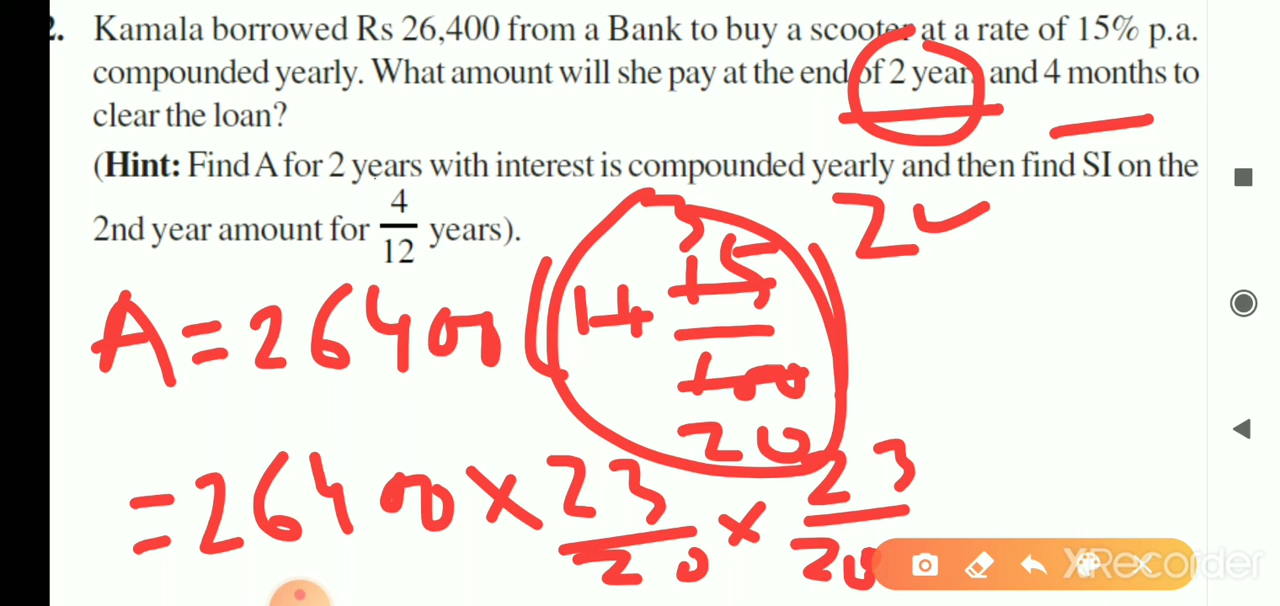 2. Kamala borrowed Rs 26,400 from a Bank to buy a scooter at a rate of 15% p.a.
compounded yearly. What amount will she pay at the end of 2 years and 4 months to
clear the loan?
(Hint: Find A for 2 years with interest is compounded yearly and then find SI on the
2nd year amount for 4/12 years).
A = 26400 (1 + 15/100
3
20
= 26400 × 23/20 × 23/20
XRecorder